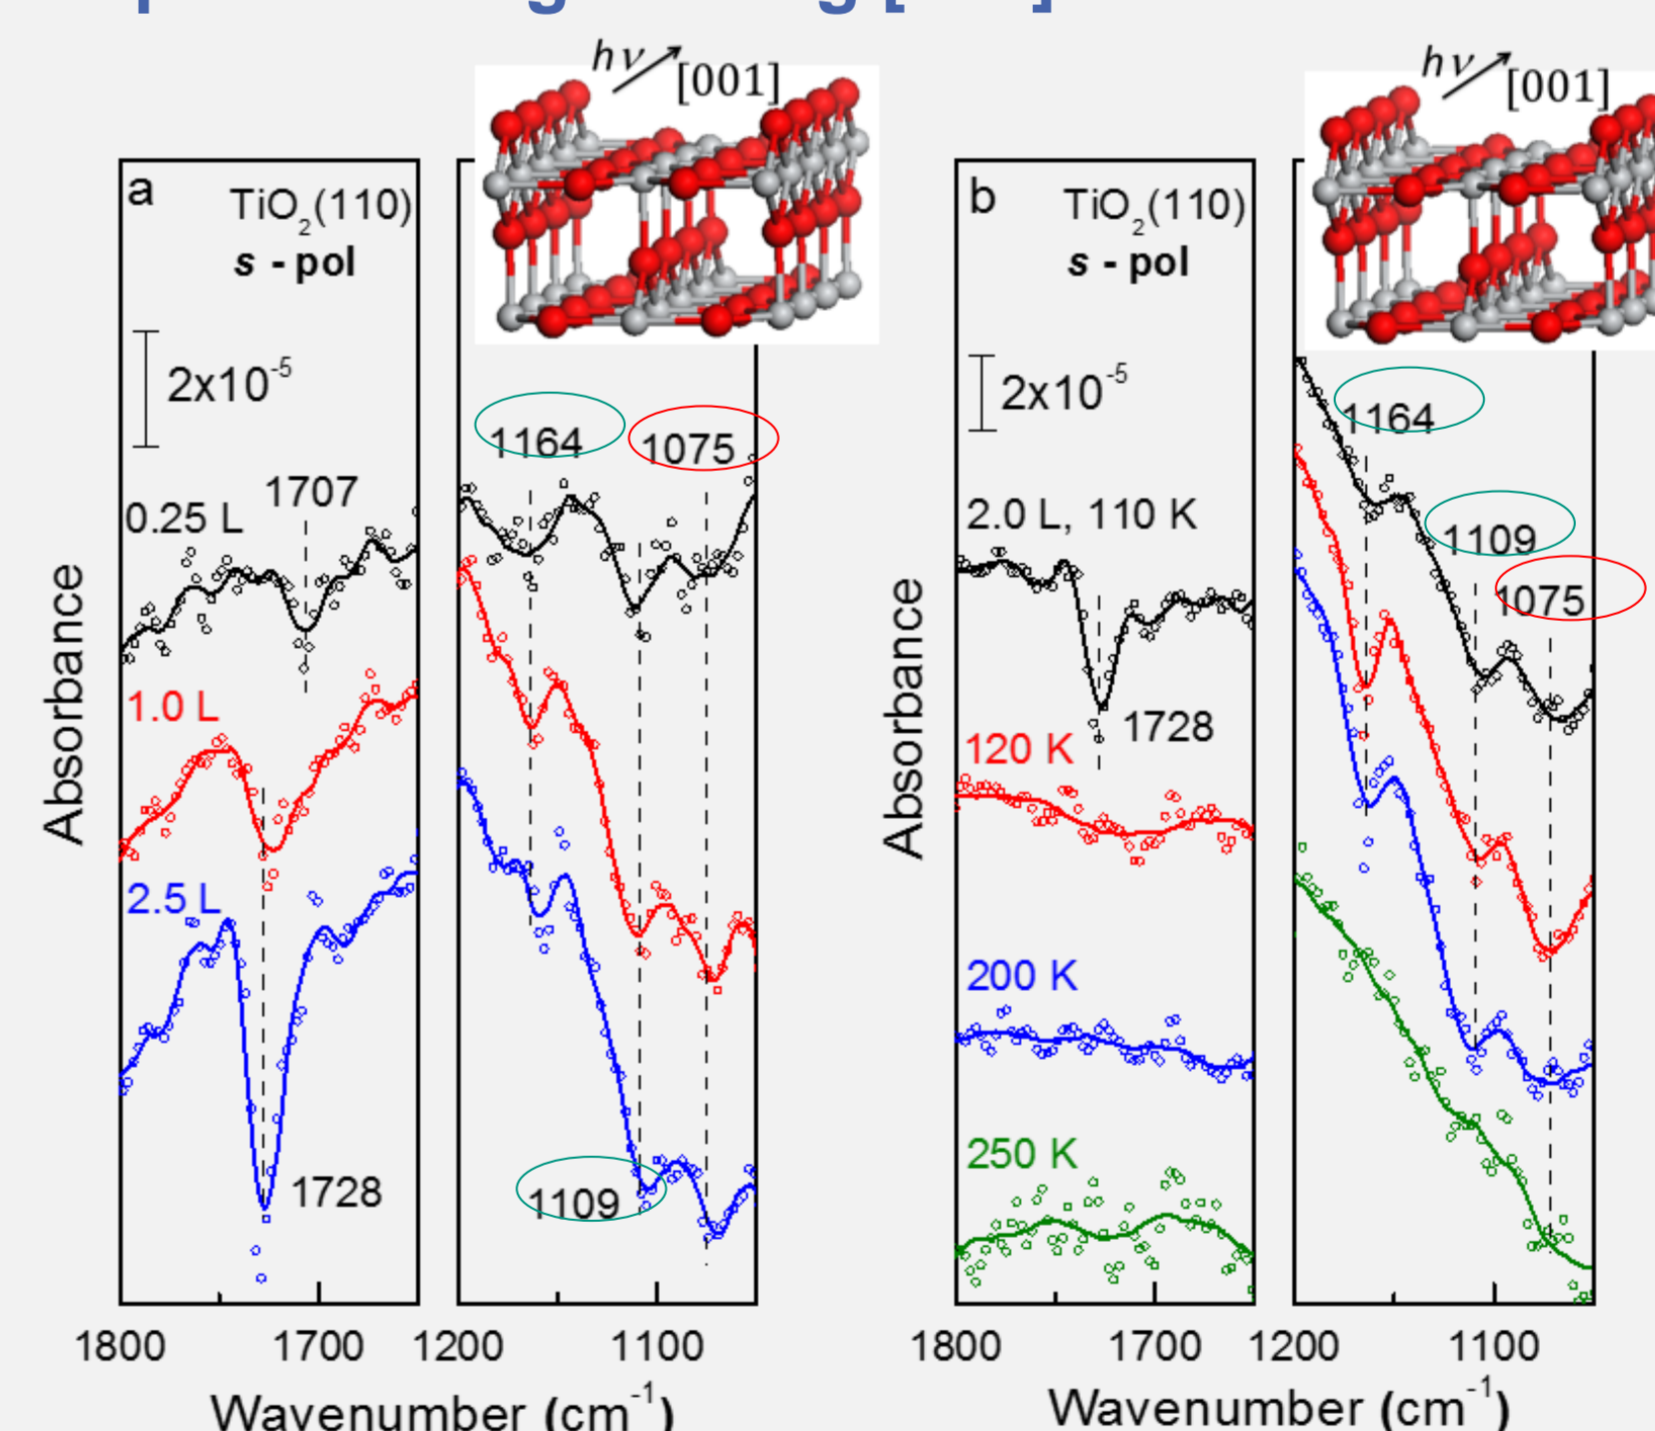 hν [001]
hν [001]
a TiO₂(110)
s - pol
b TiO₂(110)
s - pol
2x10⁻⁵
2x10⁻⁵
1164
1075
1164
1707
0.25 L
2.0 L, 110 K
1109
1075
Absorbance
Absorbance
1.0 L
1728
120 K
2.5 L
200 K
1728
1109
250 K
1800 1700 1200 1100
1800 1700 1200 1100
Wavenumber (cm⁻¹)
Wavenumber (cm⁻¹)